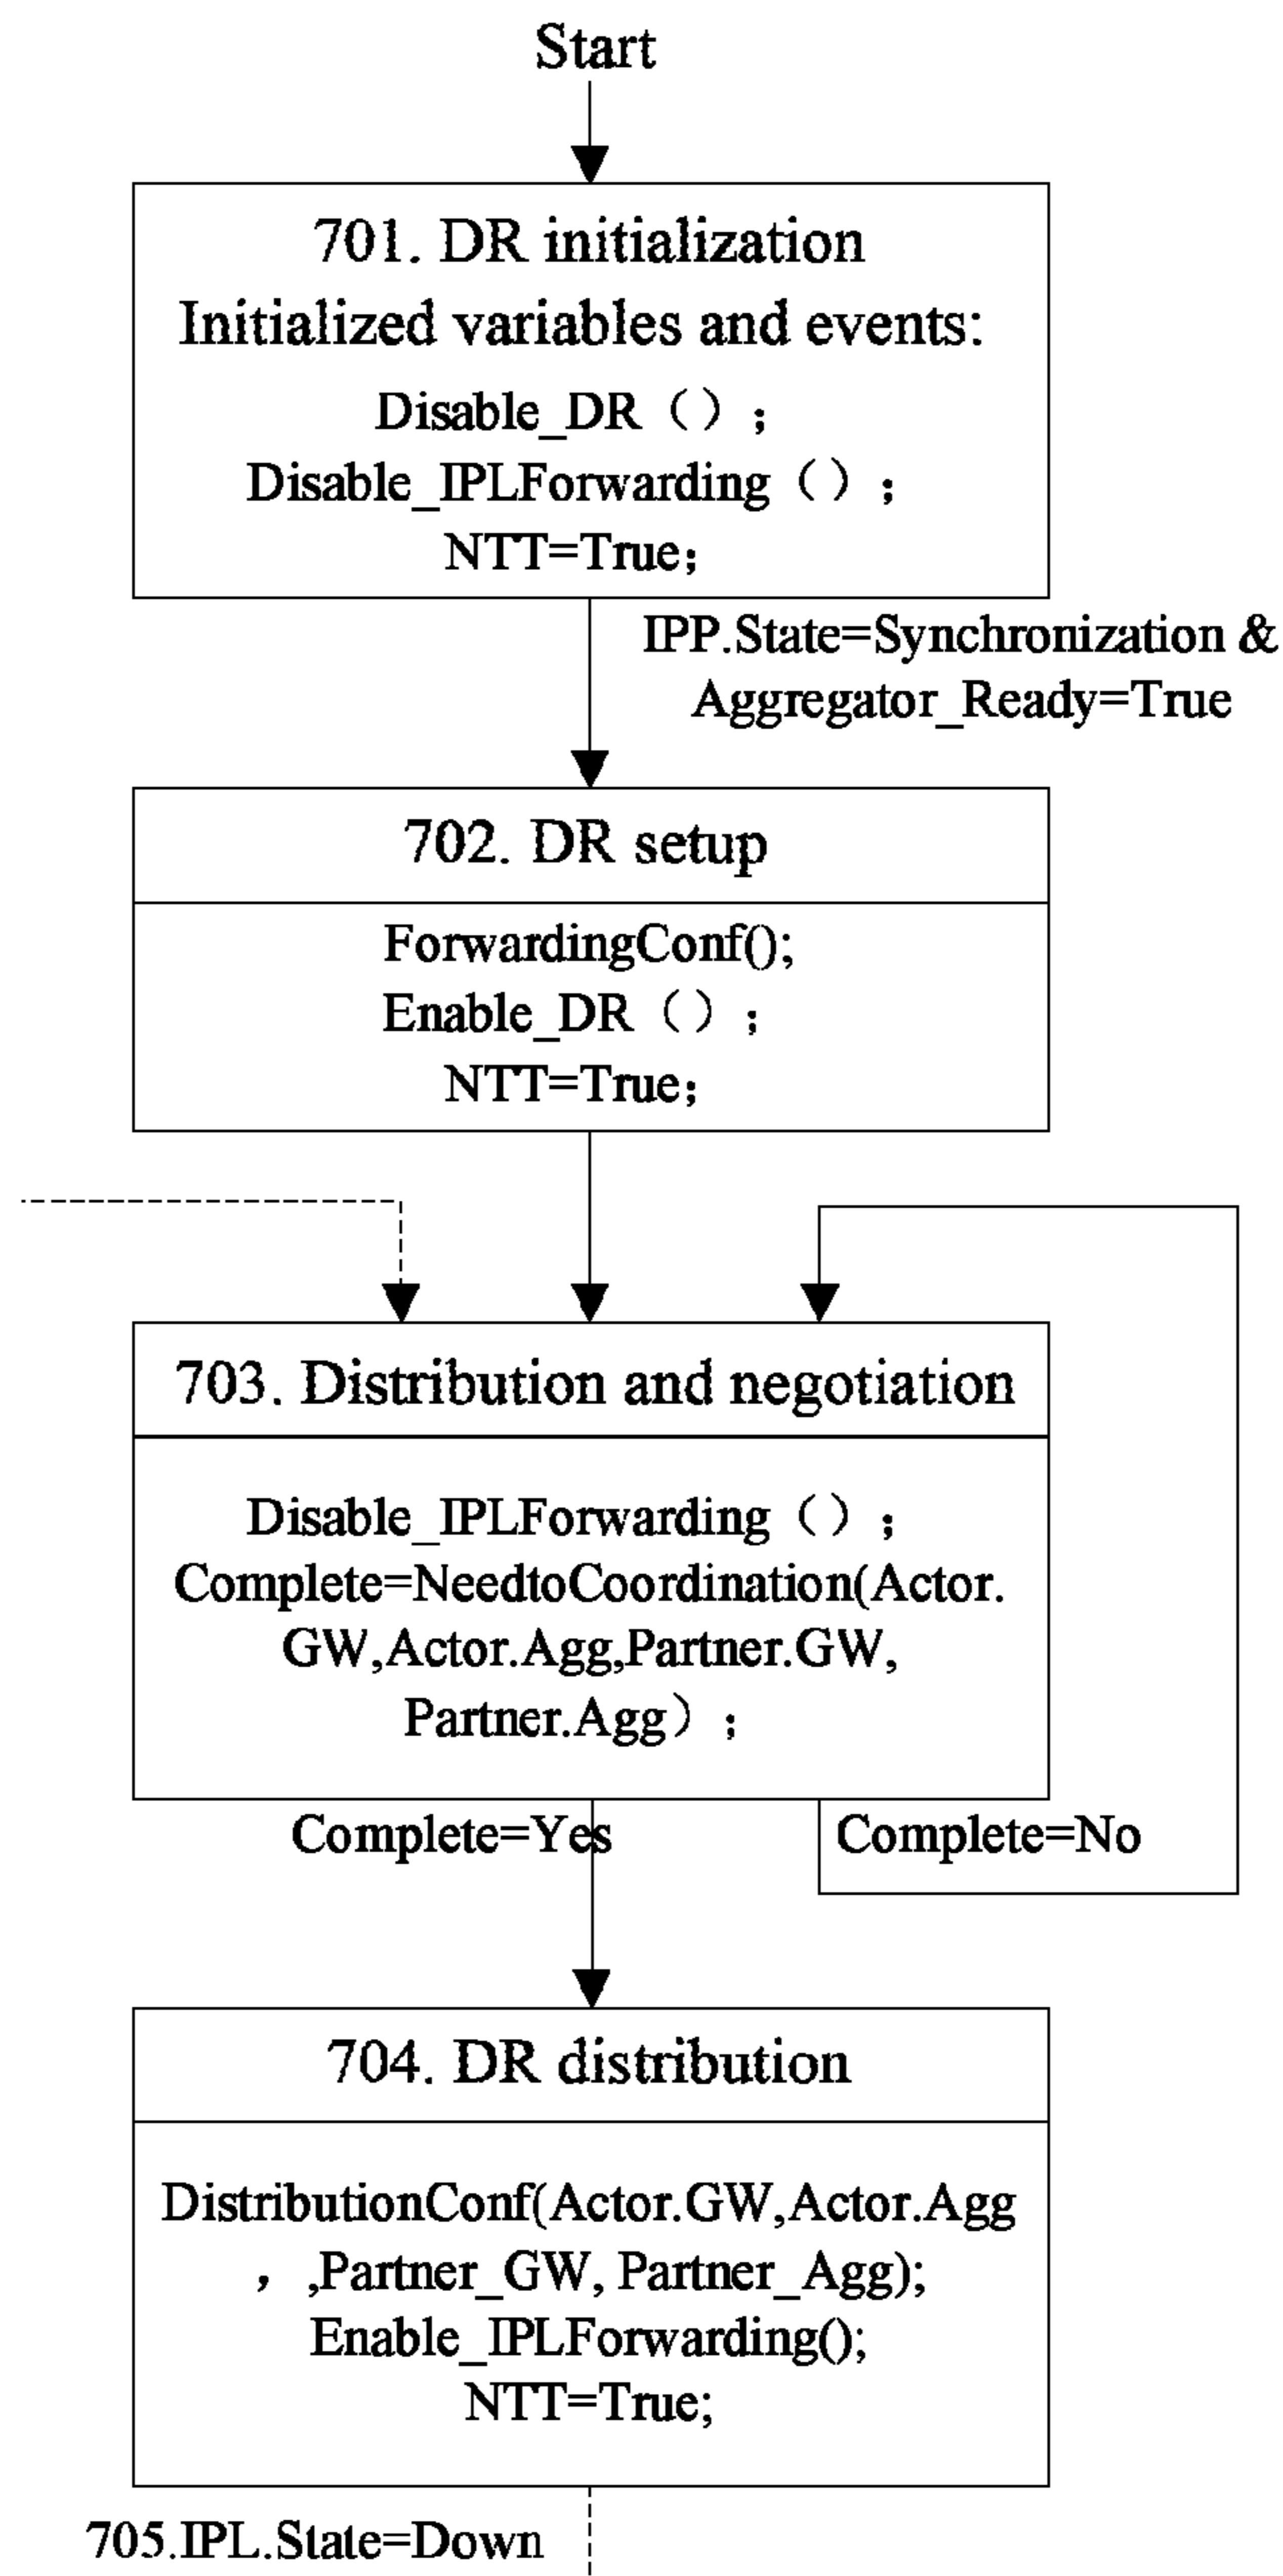 Start
701. DR initialization
Initialized variables and events:
Disable_DR（）；
Disable_IPLForwarding（）；
NTT=True；
IPP.State=Synchronization &
Aggregator_Ready=True
702. DR setup
ForwardingConf();
Enable_DR（）；
NTT=True；
703. Distribution and negotiation
Disable_IPLForwarding（）；
Complete=NeedtoCoordination(Actor.
GW,Actor.Agg,Partner.GW,
Partner.Agg）；
Complete=Yes
Complete=No
704. DR distribution
DistributionConf(Actor.GW,Actor.Agg
，,Partner_GW, Partner_Agg);
Enable_IPLForwarding();
NTT=True;
705.IPL.State=Down